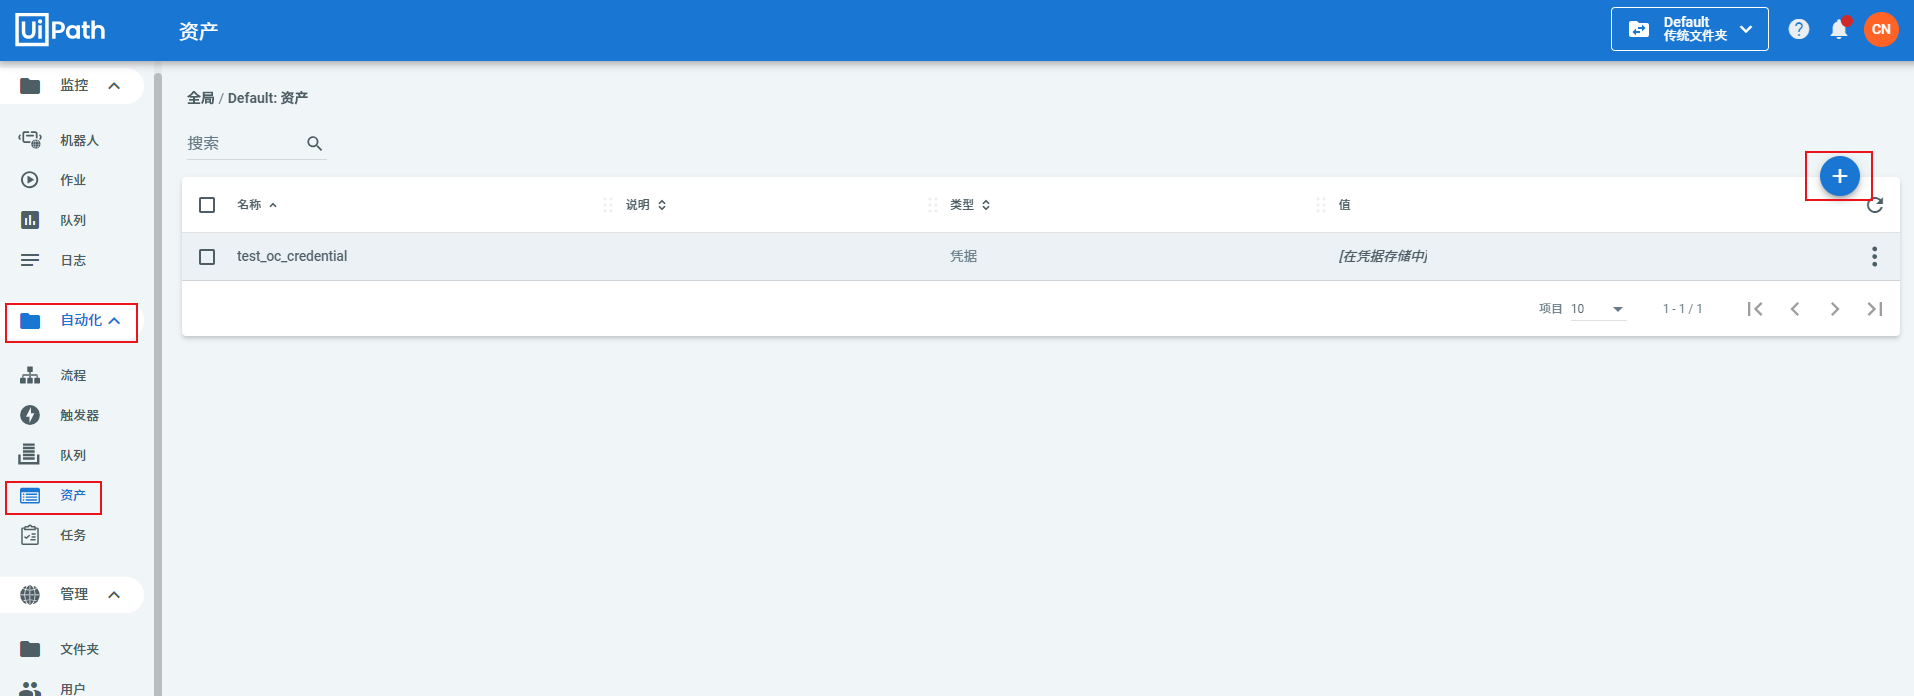 UiPath
资产
Default
传统文件夹
CN
监控
机器人
作业
队列
日志
自动化
流程
触发器
队列
资产
任务
管理
文件夹
用户
全局 / Default: 资产
搜索
名称 说明 类型 值
test_oc_credential 凭据 [在凭据存储中]
项目 10 1 - 1 / 1